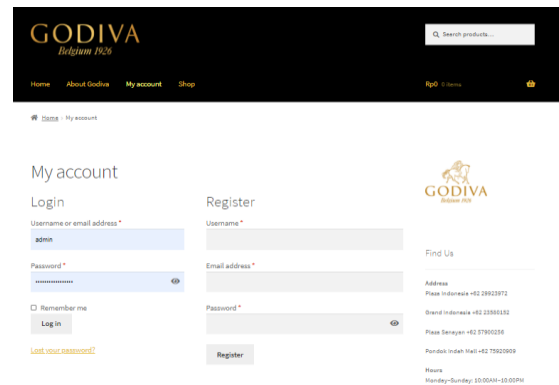 GODIVA
Belgium 1926
Search products...
Home About Godiva My account Shop
Rp0 0 items
Home My account
My account
Login
Username or email address *
admin
Password *
Remember me
Log in
Lost your password?
Register
Username *
Email address *
Password *
Register
GODIVA
Belgium 1926
Find Us
Address
Plaza Indonesia +62 29923972
Grand Indonesia +62 23580152
Plaza Senayan +62 57900256
Pondok Indah Mall +62 75920909
Hours
Monday–Sunday: 10:00AM–10:00PM